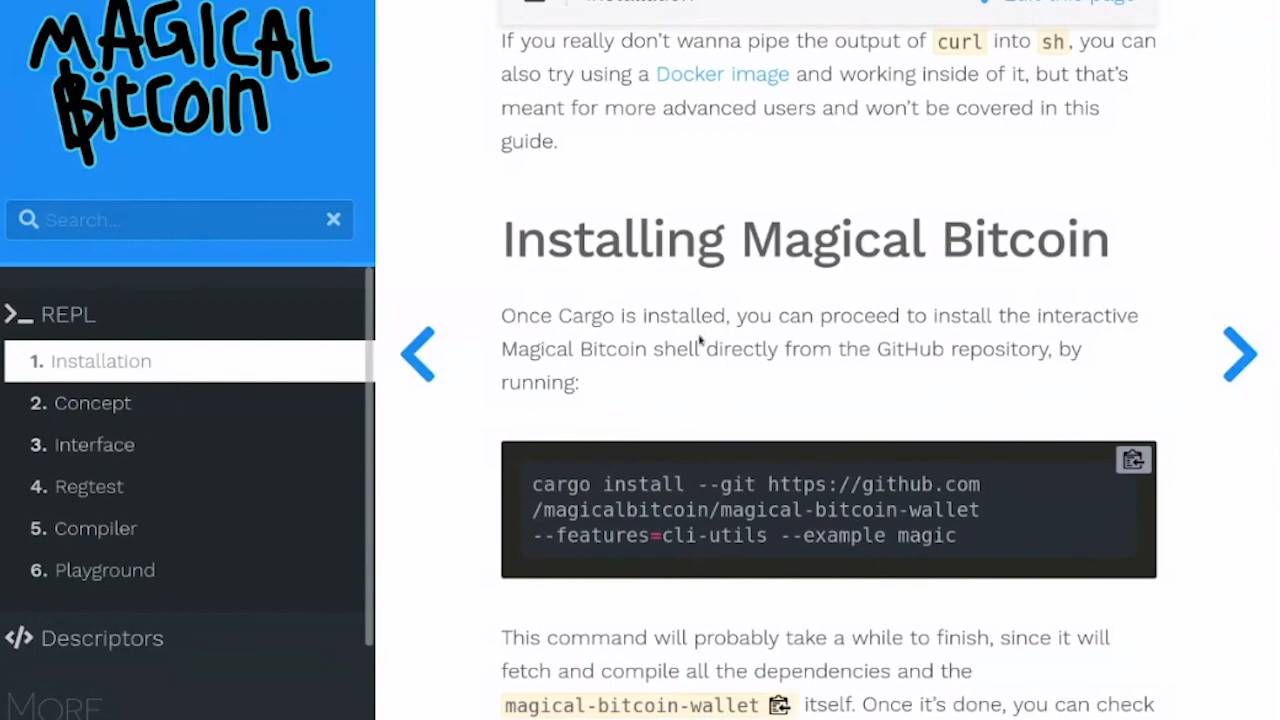 MAGICAL
BITCOIN
Search...
REPL
1. Installation
2. Concept
3. Interface
4. Regtest
5. Compiler
6. Playground
Descriptors
MORE
Installation
Edit this page
If you really don't wanna pipe the output of curl into sh, you can
also try using a Docker image and working inside of it, but that's
meant for more advanced users and won't be covered in this
guide.
Installing Magical Bitcoin
Once Cargo is installed, you can proceed to install the interactive
Magical Bitcoin shell directly from the GitHub repository, by
running:
cargo install --git https://github.com
/magicalbitcoin/magical-bitcoin-wallet
--features=cli-utils --example magic
This command will probably take a while to finish, since it will
fetch and compile all the dependencies and the
magical-bitcoin-wallet itself. Once it's done, you can check